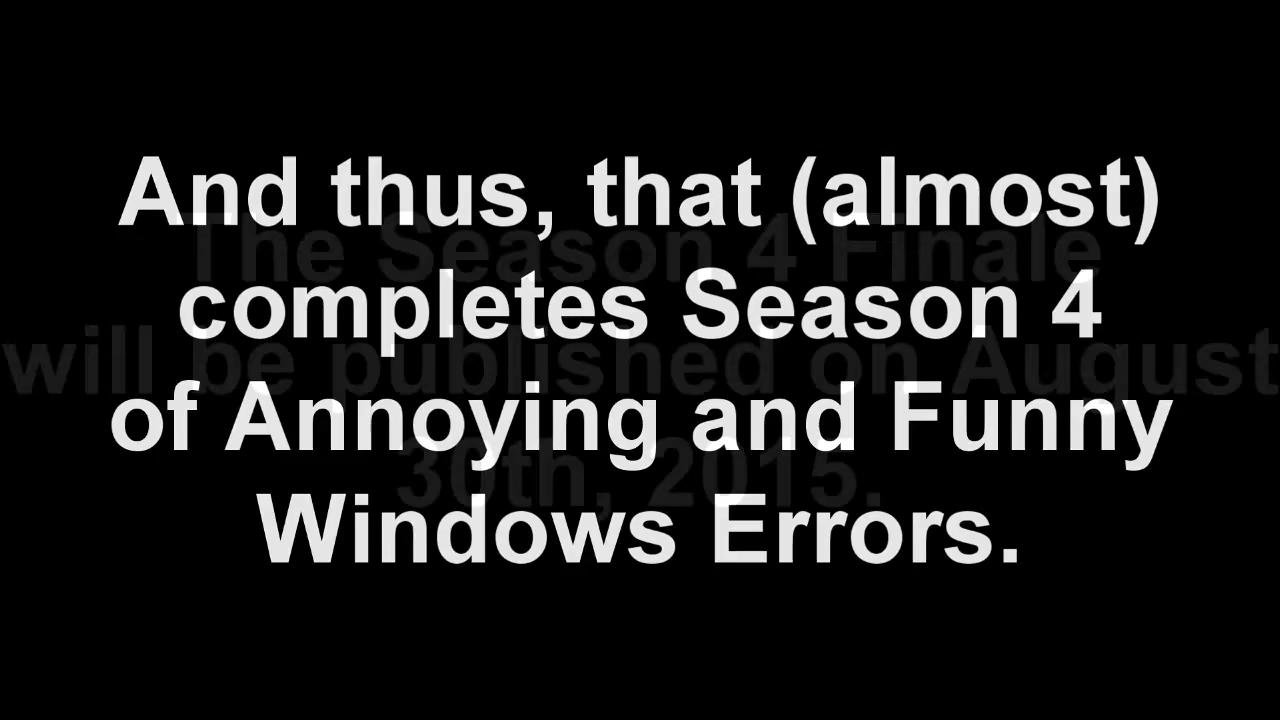 And thus, that (almost)
completes Season 4
of Annoying and Funny
Windows Errors.
The Season 4 Finale
will be published on August
30th, 2015.